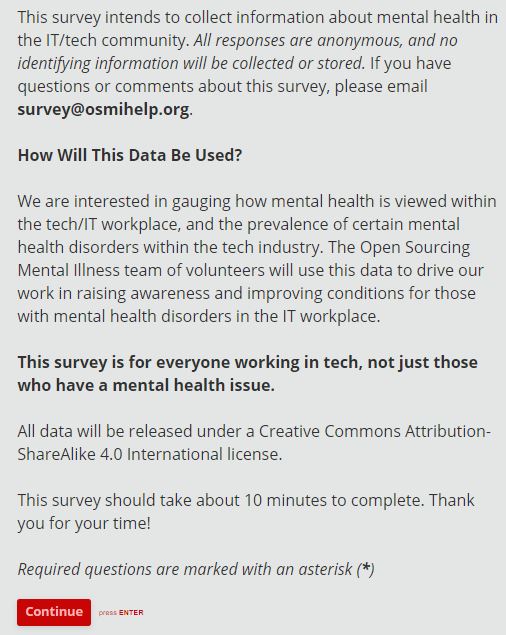 This survey intends to collect information about mental health in
the IT/tech community. All responses are anonymous, and no
identifying information will be collected or stored. If you have
questions or comments about this survey, please email
survey@osmihelp.org.
How Will This Data Be Used?
We are interested in gauging how mental health is viewed within
the tech/IT workplace, and the prevalence of certain mental
health disorders within the tech industry. The Open Sourcing
Mental Illness team of volunteers will use this data to drive our
work in raising awareness and improving conditions for those
with mental health disorders in the IT workplace.
This survey is for everyone working in tech, not just those
who have a mental health issue.
All data will be released under a Creative Commons Attribution-
ShareAlike 4.0 International license.
This survey should take about 10 minutes to complete. Thank
you for your time!
Required questions are marked with an asterisk (*)
Continue press ENTER